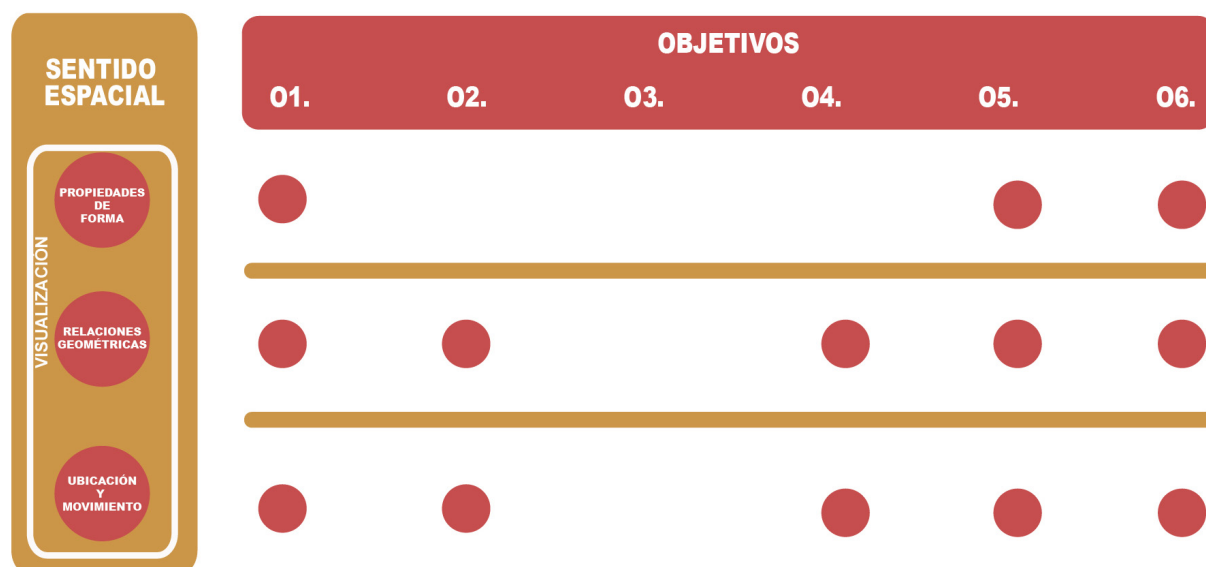 SENTIDO
ESPACIAL
OBJETIVOS
O1. O2. O3. O4. O5. O6.
VISUALIZACIÓN
PROPIEDADES
DE
FORMA
RELACIONES
GEOMÉTRICAS
UBICACIÓN
Y
MOVIMIENTO